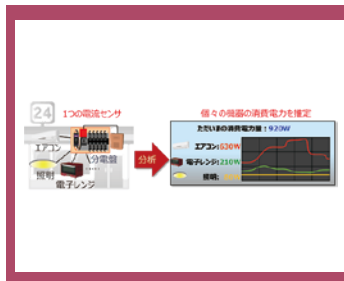 24
1つの電流センサ
エアコン
分電盤
照明
電子レンジ
分析
個々の機器の消費電力を推定
ただいまの消費電力量：920W
エアコン:630W
電子レンジ:210W
照明: